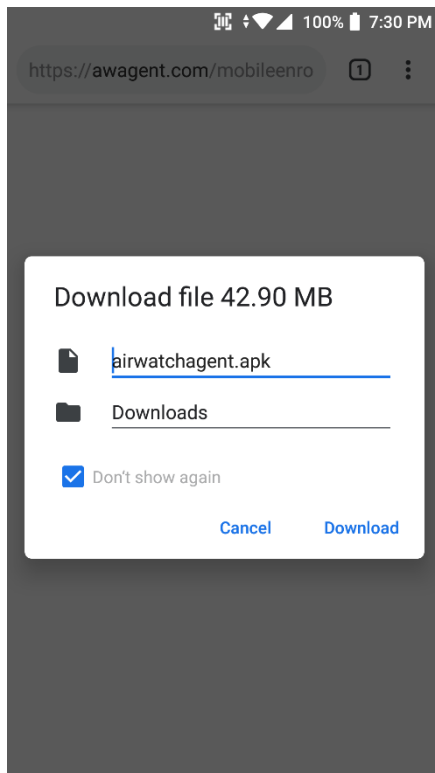 100% 7:30 PM
https://awagent.com/mobileenro
1
Download file 42.90 MB
airwatchagent.apk
Downloads
Don't show again
Cancel Download